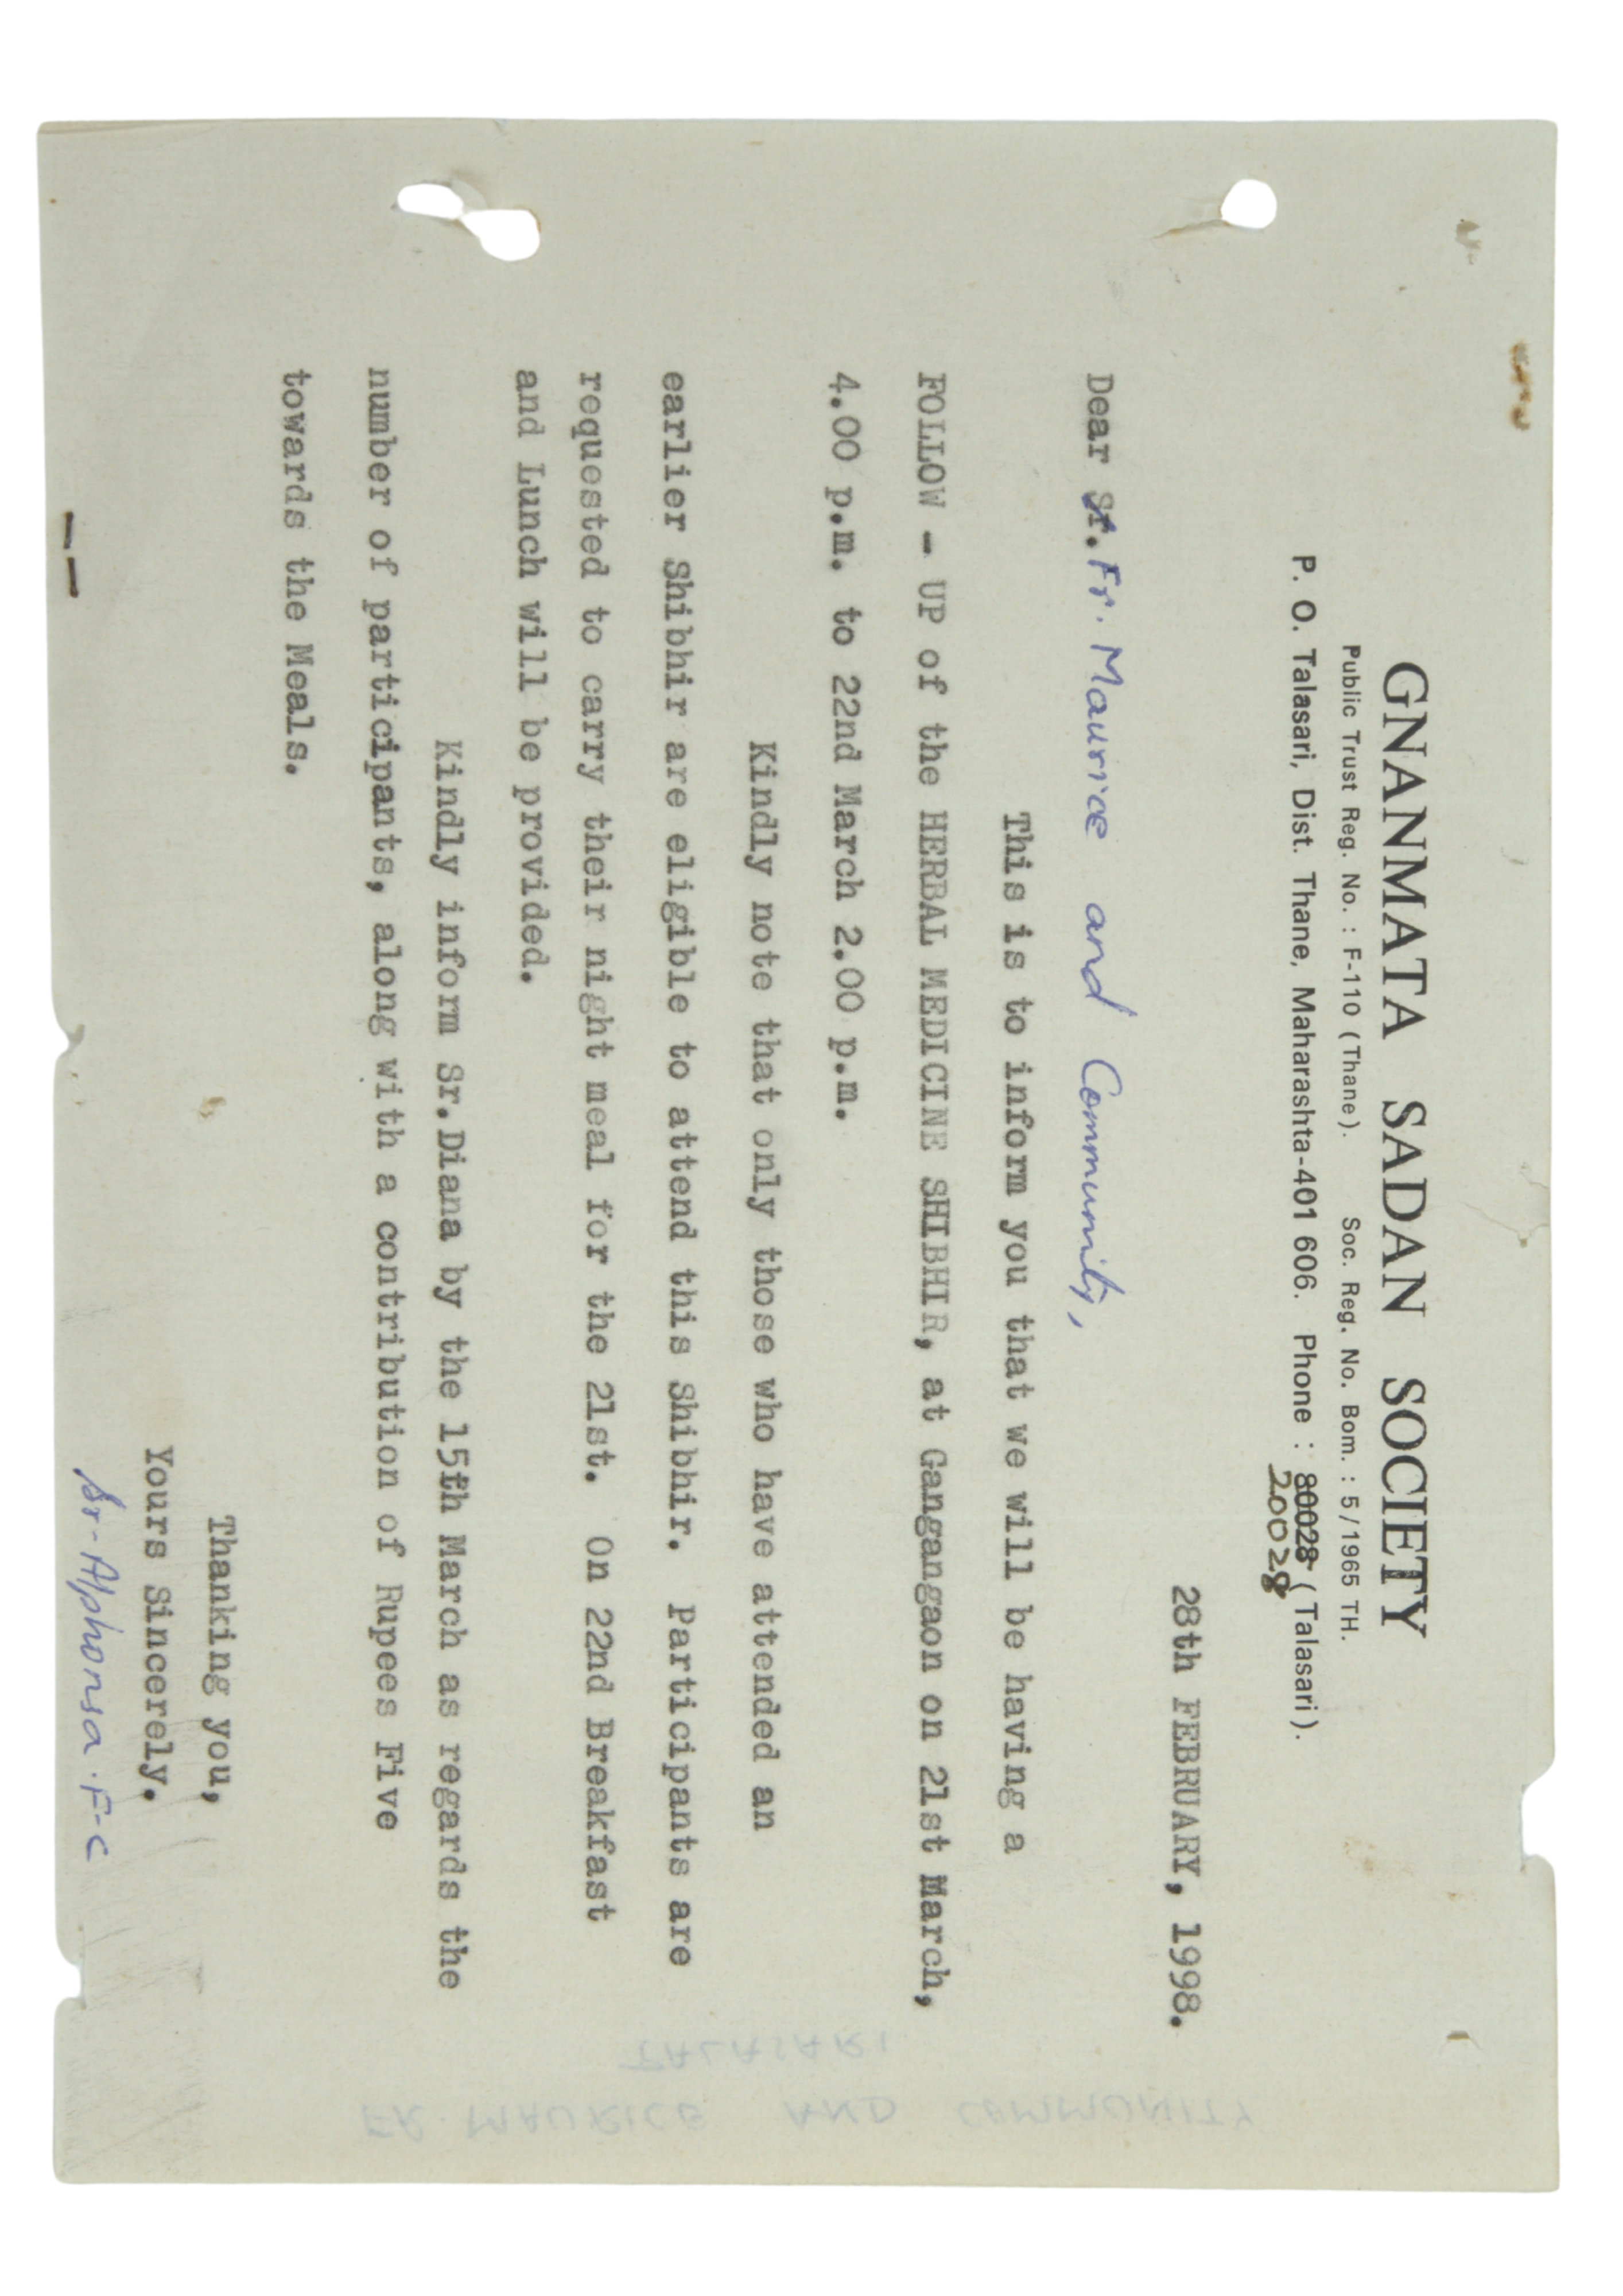 GNANMATA SADAN SOCIETY
Public Trust Reg. No. : F-110 (Thane). Soc. Reg. No. Bom. : 5/1965 TH.
P. O. Talasari, Dist. Thane, Maharashta-401 606. Phone : 80028 (Talasari).
20028
28th FEBRUARY, 1998.
Dear Sr. Fr. Maurice and Community,
This is to inform you that we will be having a
FOLLOW - UP of the HERBAL MEDICINE SHIBHIR, at Gangangaon on 21st March,
4.00 p.m. to 22nd March 2.00 p.m.
Kindly note that only those who have attended an
earlier Shibhir are eligible to attend this Shibhir. Participants are
requested to carry their night meal for the 21st. On 22nd Breakfast
and Lunch will be provided.
Kindly inform Sr.Diana by the 15th March as regards the
number of participants, along with a contribution of Rupees Five
towards the Meals.
Thanking you,
Yours Sincerely.
Sr-Alphonsa.F-C
FR. MAURICE AND COMMUNITY
TALASARI